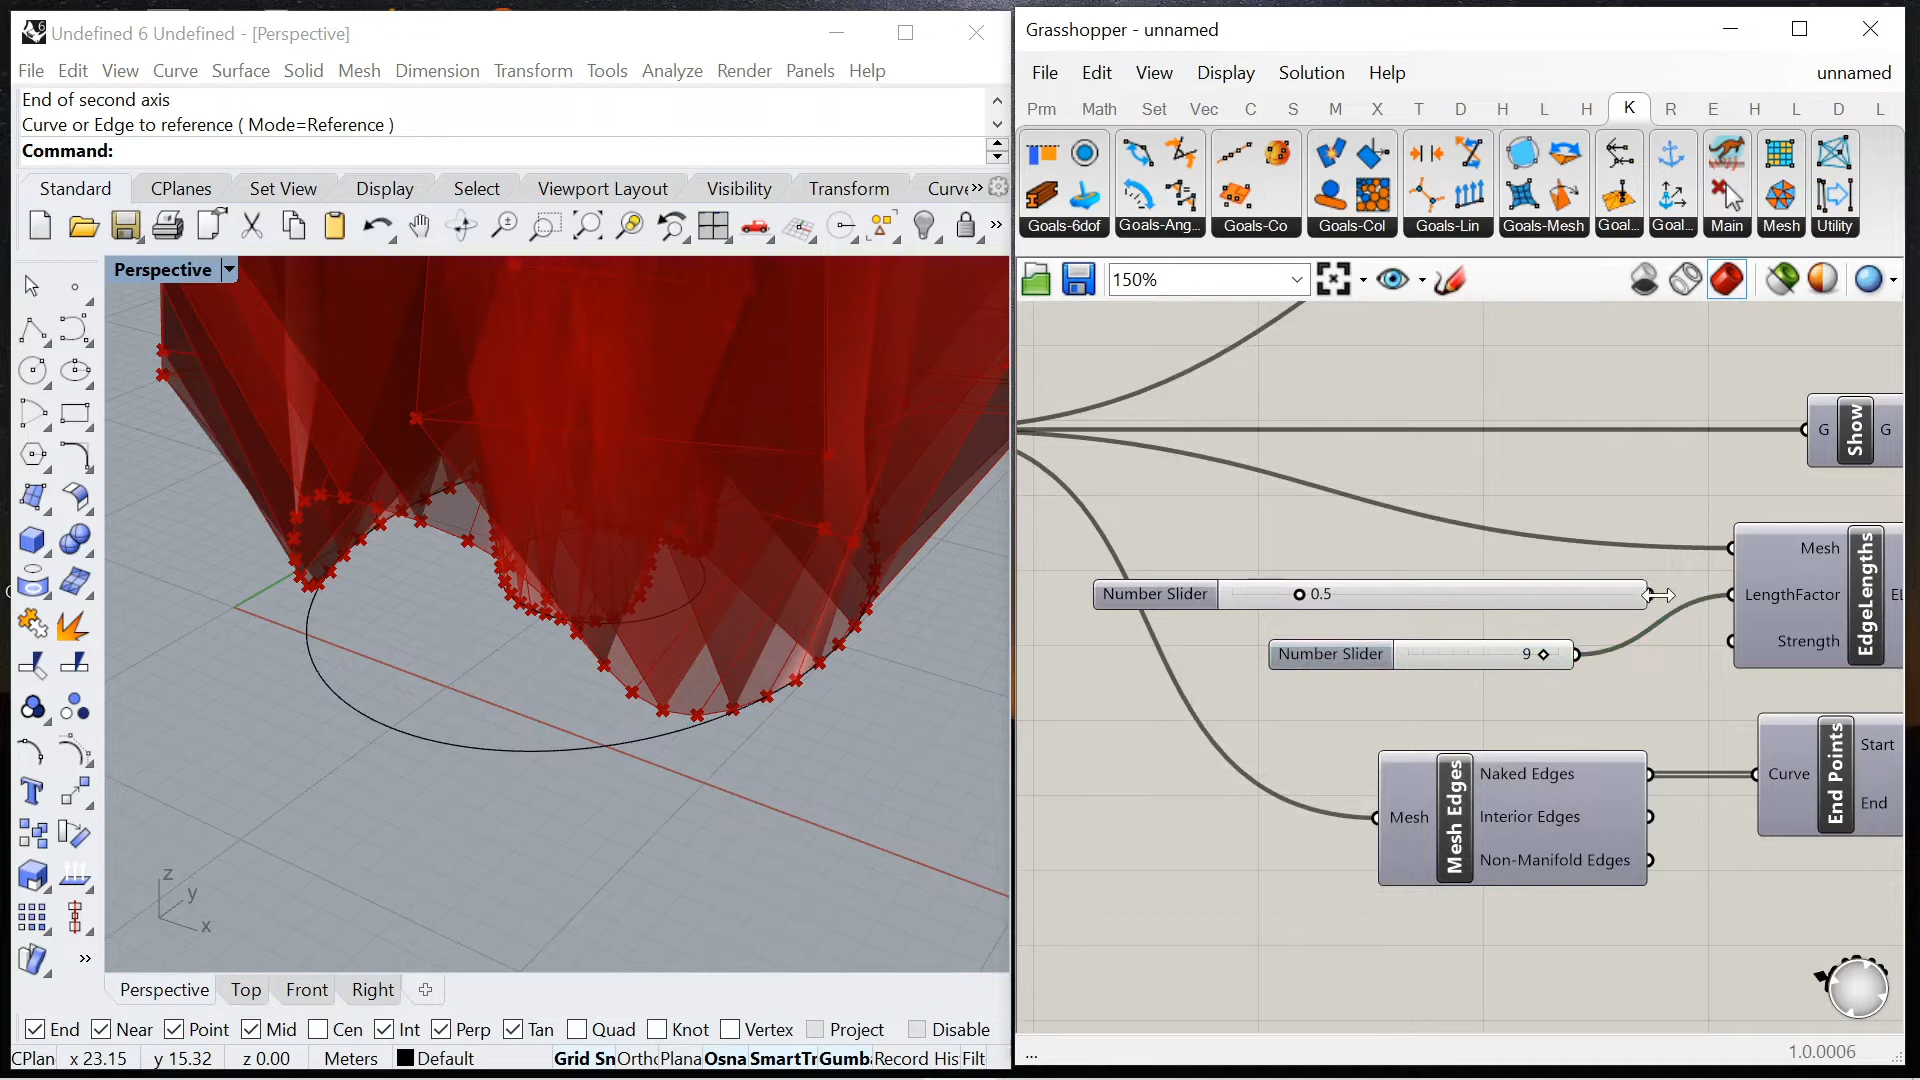 Undefined 6 Undefined - [Perspective]
File Edit View Curve Surface Solid Mesh Dimension Transform Tools Analyze Render Panels Help
End of second axis
Curve or Edge to reference ( Mode=Reference )
Command:
Standard CPlanes Set View Display Select Viewport Layout Visibility Transform Curve
Perspective
z
y
x
Perspective Top Front Right
End Near Point Mid Cen Int Perp Tan Quad Knot Vertex Project Disable
CPlan x 23.15 y 15.32 z 0.00 Meters Default Grid Sn Ortho Plana Osna SmartTr Gumba Record His Filt
Grasshopper - unnamed
File Edit View Solution Help unnamed
Prm Math Set Vec C S M X T D H L H K R E H L D L
Goals-6dof Goals-Ang... Goals-Co Goals-Col Goals-Lin Goals-Mesh Goal... Goal... Main Mesh Utility
150%
G Show G
Mesh
LengthFactor
Strength
EdgeLengths
EL
Number Slider 0.5
Number Slider 9
Mesh
Mesh Edges
Naked Edges
Interior Edges
Non-Manifold Edges
Curve
End Points
Start
End
...
1.0.0006